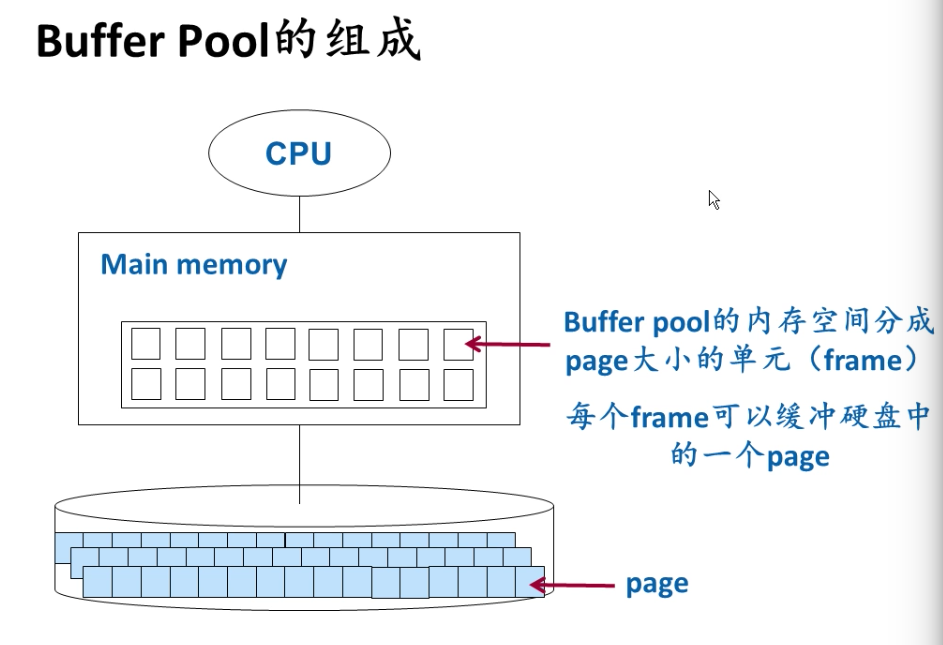 Buffer Pool的组成
CPU
Main memory
Buffer pool的内存空间分成
page大小的单元（frame）
每个frame可以缓冲硬盘中
的一个page
page